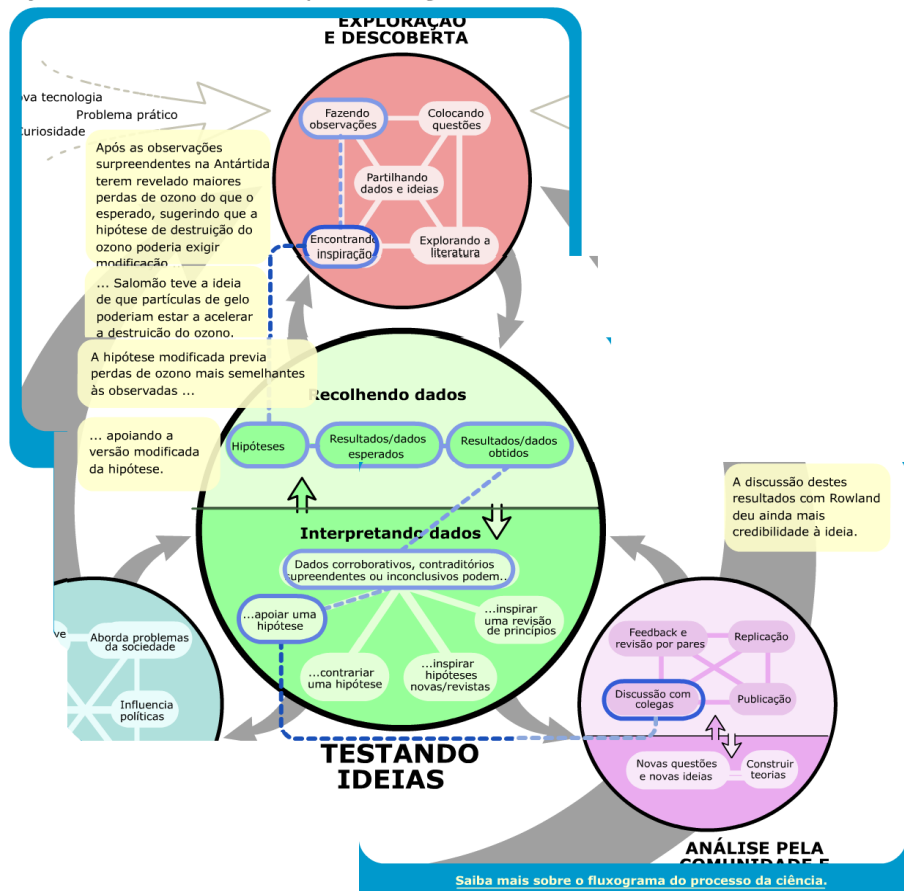 EXPLORAÇÃO
E DESCOBERTA
ova tecnologia
Problema prático
Curiosidade
Fazendo
observações
Colocando
questões
Partilhando
dados e ideias
Encontrando
inspiração
Explorando a
literatura
Após as observações
surpreendentes na Antártida
terem revelado maiores
perdas de ozono do que o
esperado, sugerindo que a
hipótese de destruição do
ozono poderia exigir
modificação
... Salomão teve a ideia
de que partículas de gelo
poderiam estar a acelerar
a destruição do ozono.
A hipótese modificada previa
perdas de ozono mais semelhantes
às observadas ...
... apoiando a
versão modificada
da hipótese.
Recolhendo dados
Hipóteses
Resultados/dados
esperados
Resultados/dados
obtidos
Interpretando dados
Dados corroborativos, contraditórios
supreendentes ou inconclusivos podem...
...apoiar uma
hipótese
...contrariar
uma hipótese
...inspirar
hipóteses
novas/revistas
...inspirar
uma revisão
de princípios
TESTANDO
IDEIAS
ve
Aborda problemas
da sociedade
Influencia
políticas
A discussão destes
resultados com Rowland
deu ainda mais
credibilidade à ideia.
Feedback e
revisão por pares
Replicação
Discussão com
colegas
Publicação
Novas questões
e novas ideias
Construir
teorias
ANÁLISE PELA
COMUNIDADE E
Saiba mais sobre o fluxograma do processo da ciência.